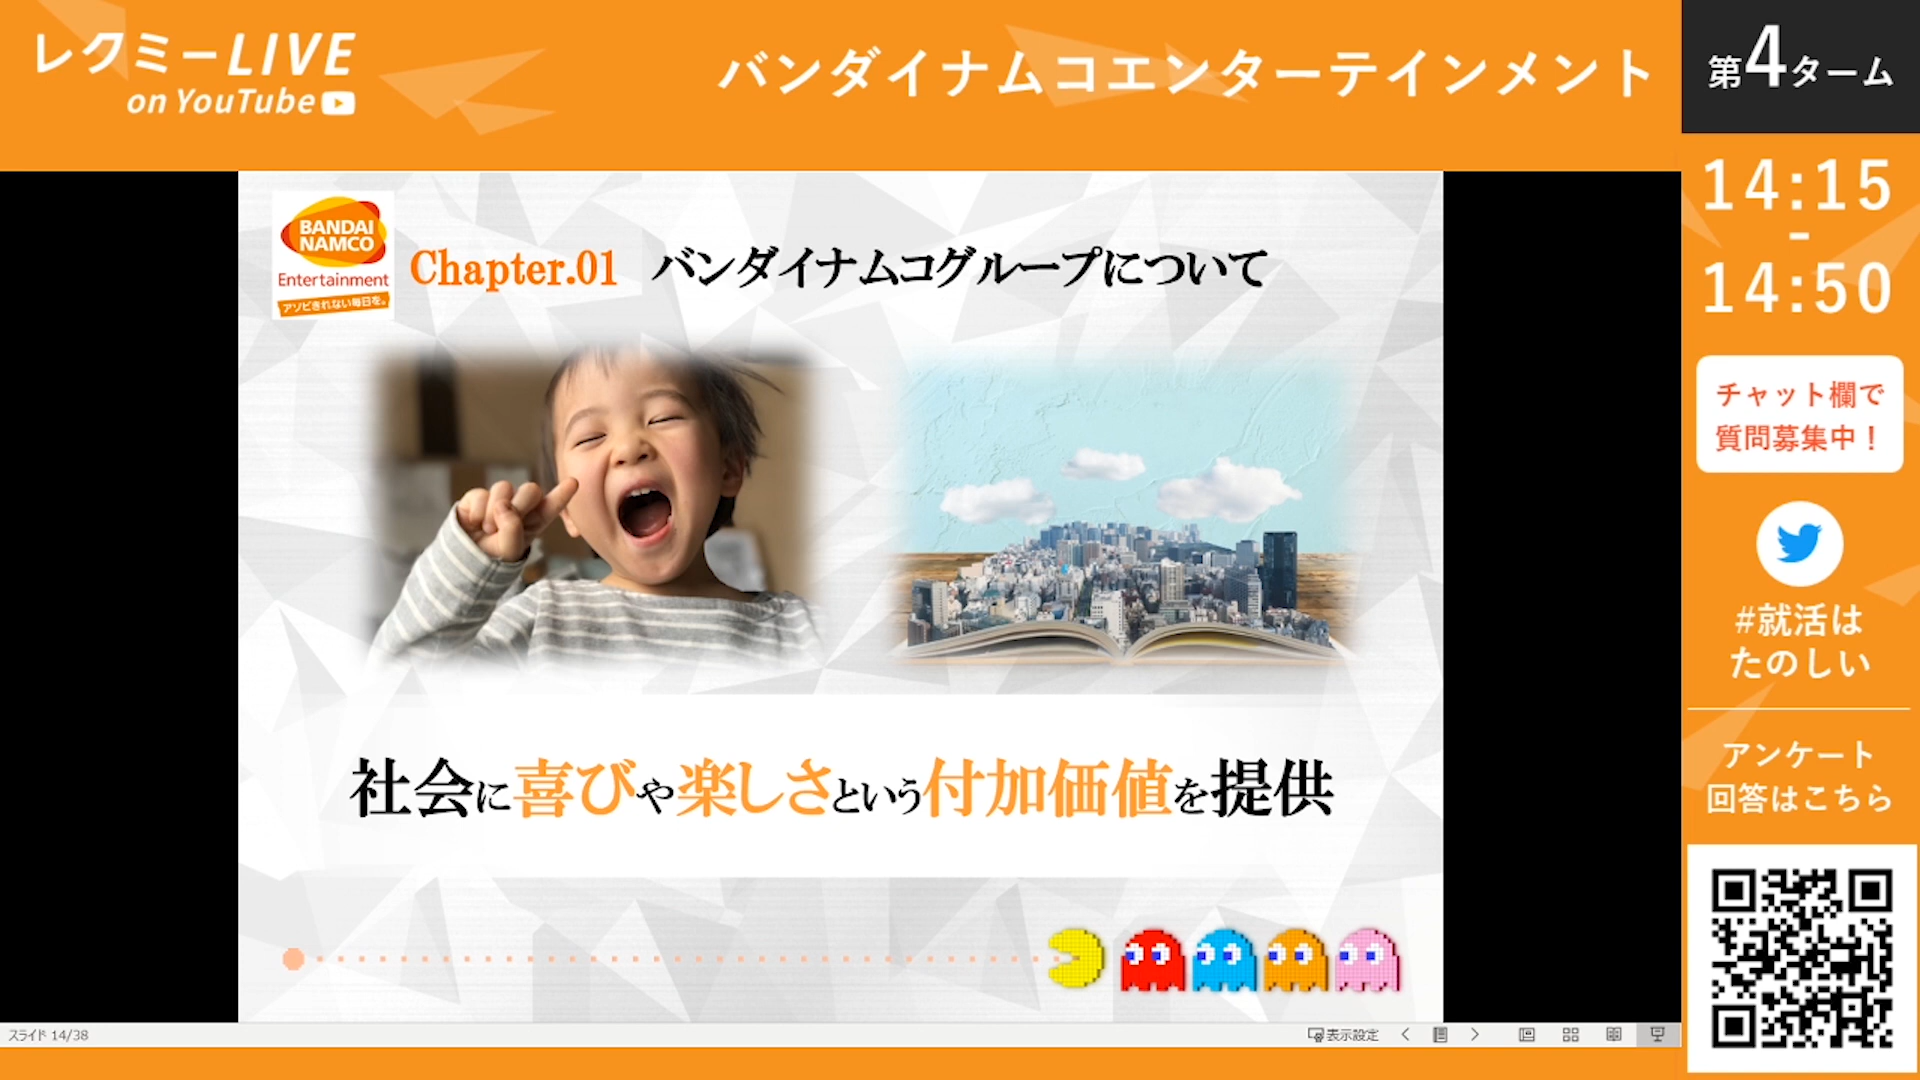 レクミーLIVE
on YouTube
バンダイナムコエンターテインメント
第4ターム
14:15
-
14:50
チャット欄で
質問募集中！
#就活は
たのしい
アンケート
回答はこちら
BANDAI
NAMCO
Entertainment
アソビきれない毎日を。
Chapter.01 バンダイナムコグループについて
社会に喜びや楽しさという付加価値を提供
スライド 14/38
表示設定